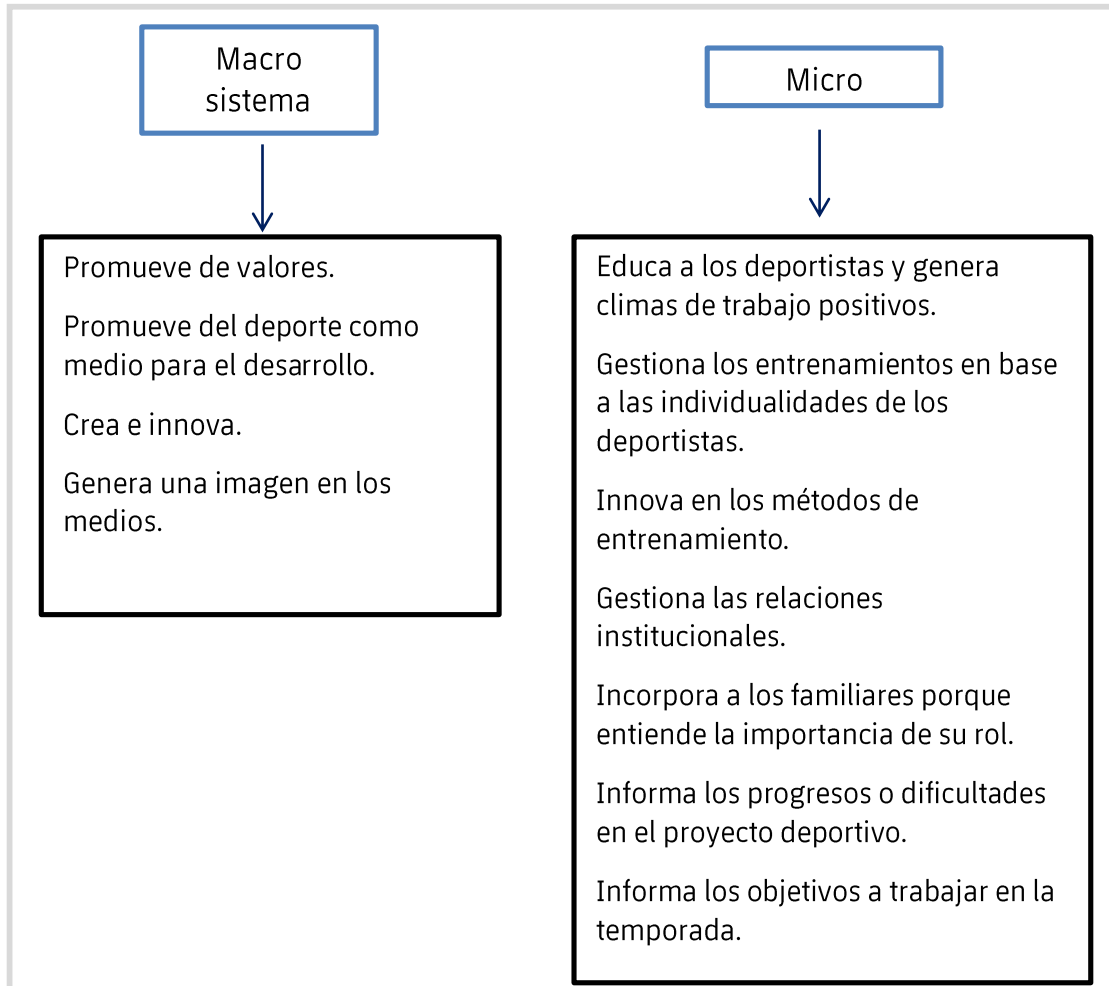 Macro
sistema
Promueve de valores.
Promueve del deporte como
medio para el desarrollo.
Crea e innova.
Genera una imagen en los
medios.
Micro
Educa a los deportistas y genera
climas de trabajo positivos.
Gestiona los entrenamientos en base
a las individualidades de los
deportistas.
Innova en los métodos de
entrenamiento.
Gestiona las relaciones
institucionales.
Incorpora a los familiares porque
entiende la importancia de su rol.
Informa los progresos o dificultades
en el proyecto deportivo.
Informa los objetivos a trabajar en la
temporada.